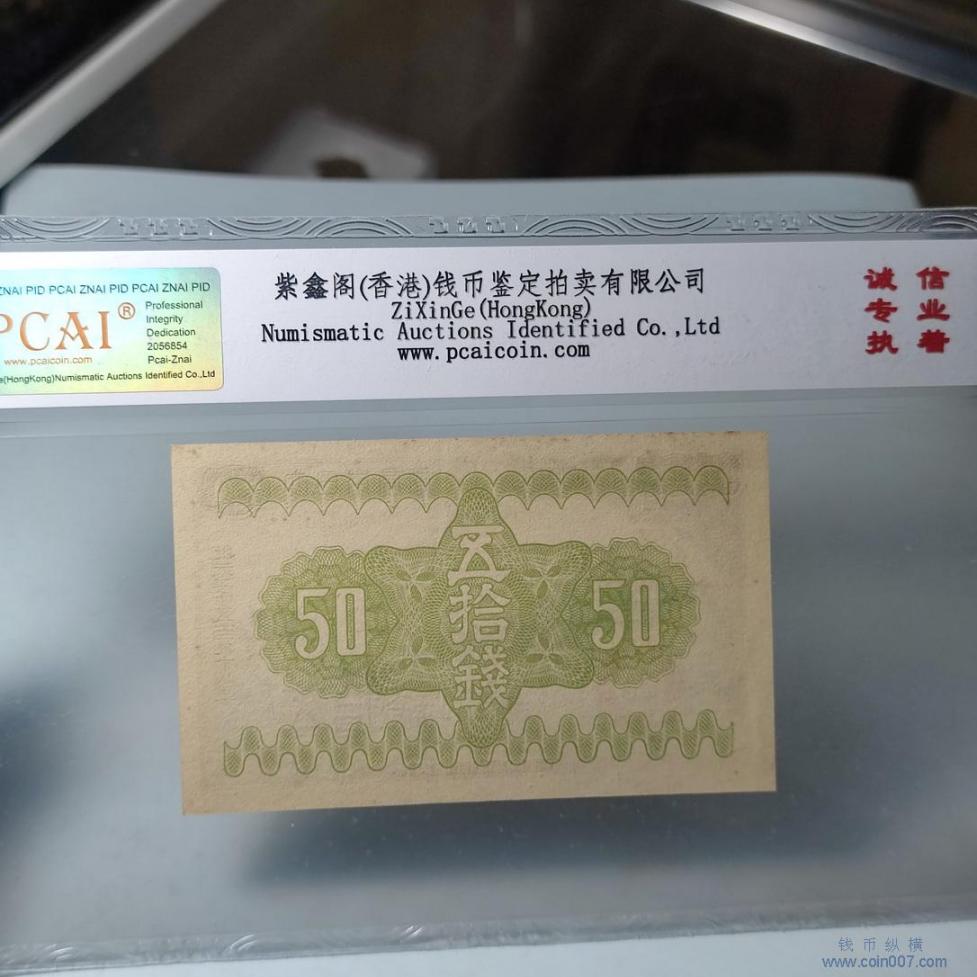 ZNAI PID PCAI ZNAI PID PCAI ZNAI PID
PCAI®
www.pcaicoin.com
Professional
Integrity
Dedication
2056854
Pcai-Znai
(HongKong)Numismatic Auctions Identified Co.,Ltd
紫鑫阁(香港)钱币鉴定拍卖有限公司
ZiXinGe(HongKong)
Numismatic Auctions Identified Co.,Ltd
www.pcaicoin.com
诚信
专业
执着
50
五拾錢
50
钱币纵横
www.coin007.com